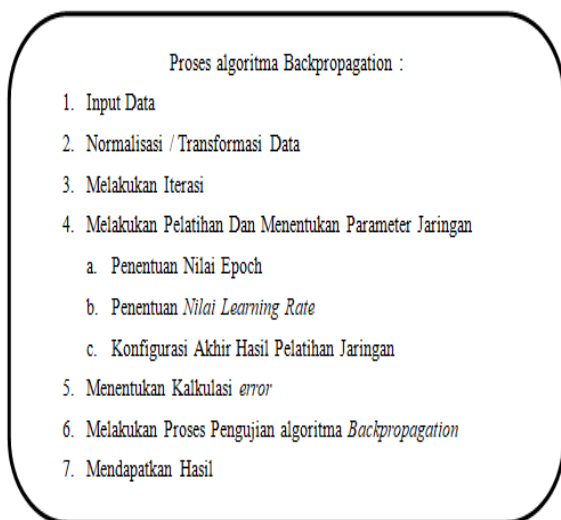 Proses algoritma Backpropagation :
1. Input Data
2. Normalisasi / Transformasi Data
3. Melakukan Iterasi
4. Melakukan Pelatihan Dan Menentukan Parameter Jaringan
a. Penentuan Nilai Epoch
b. Penentuan Nilai Learning Rate
c. Konfigurasi Akhir Hasil Pelatihan Jaringan
5. Menentukan Kalkulasi error
6. Melakukan Proses Pengujian algoritma Backpropagation
7. Mendapatkan Hasil